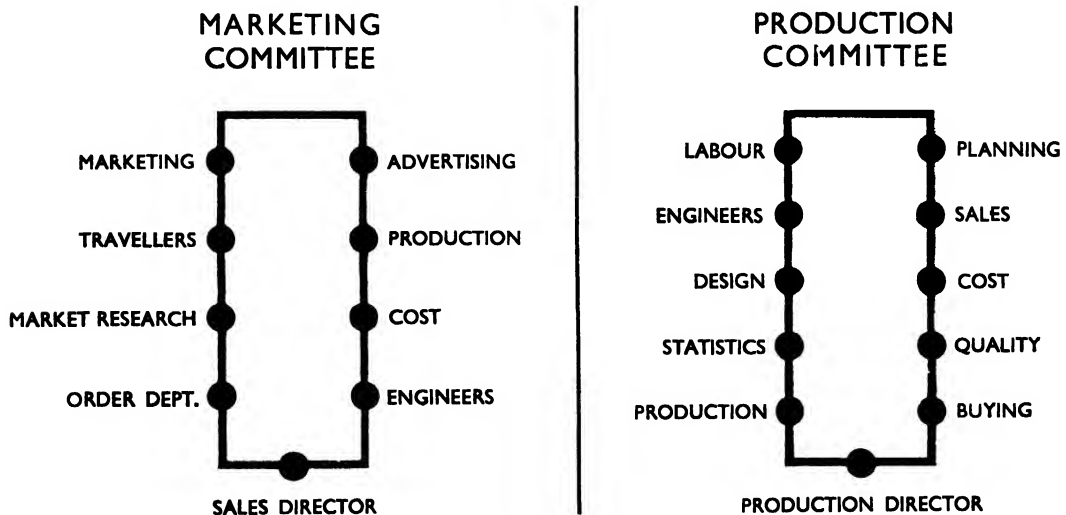 MARKETING
COMMITTEE
MARKETING
ADVERTISING
TRAVELLERS
PRODUCTION
MARKET RESEARCH
COST
ORDER DEPT.
ENGINEERS
SALES DIRECTOR
PRODUCTION
COMMITTEE
LABOUR
PLANNING
ENGINEERS
SALES
DESIGN
COST
STATISTICS
QUALITY
PRODUCTION
BUYING
PRODUCTION DIRECTOR